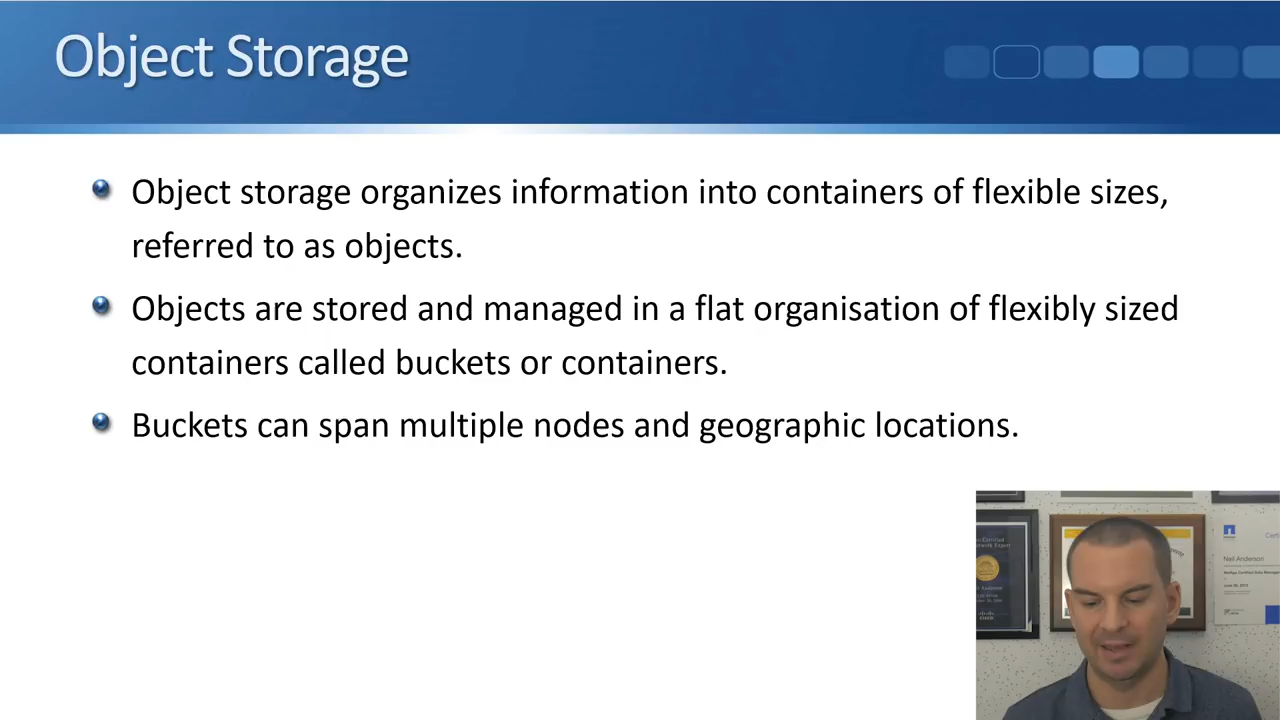 Object Storage
Object storage organizes information into containers of flexible sizes,
referred to as objects.
Objects are stored and managed in a flat organisation of flexibly sized
containers called buckets or containers.
Buckets can span multiple nodes and geographic locations.
Neil Anderson